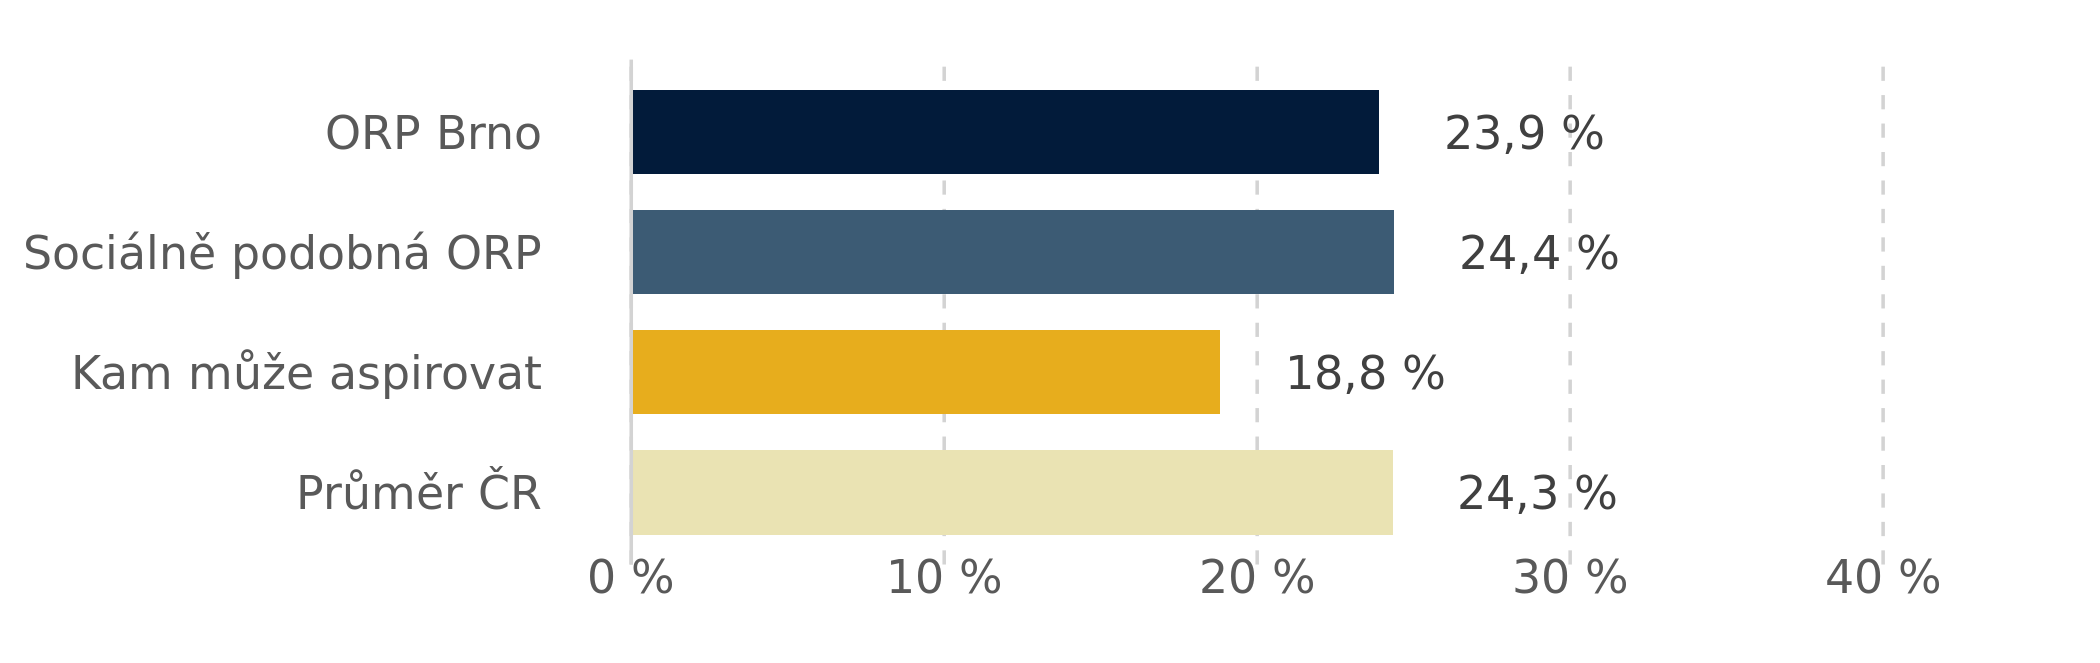 ORP Brno 23,9 %
Sociálně podobná ORP 24,4 %
Kam může aspirovat 18,8 %
Průměr ČR 24,3 %
0 % 10 % 20 % 30 % 40 %